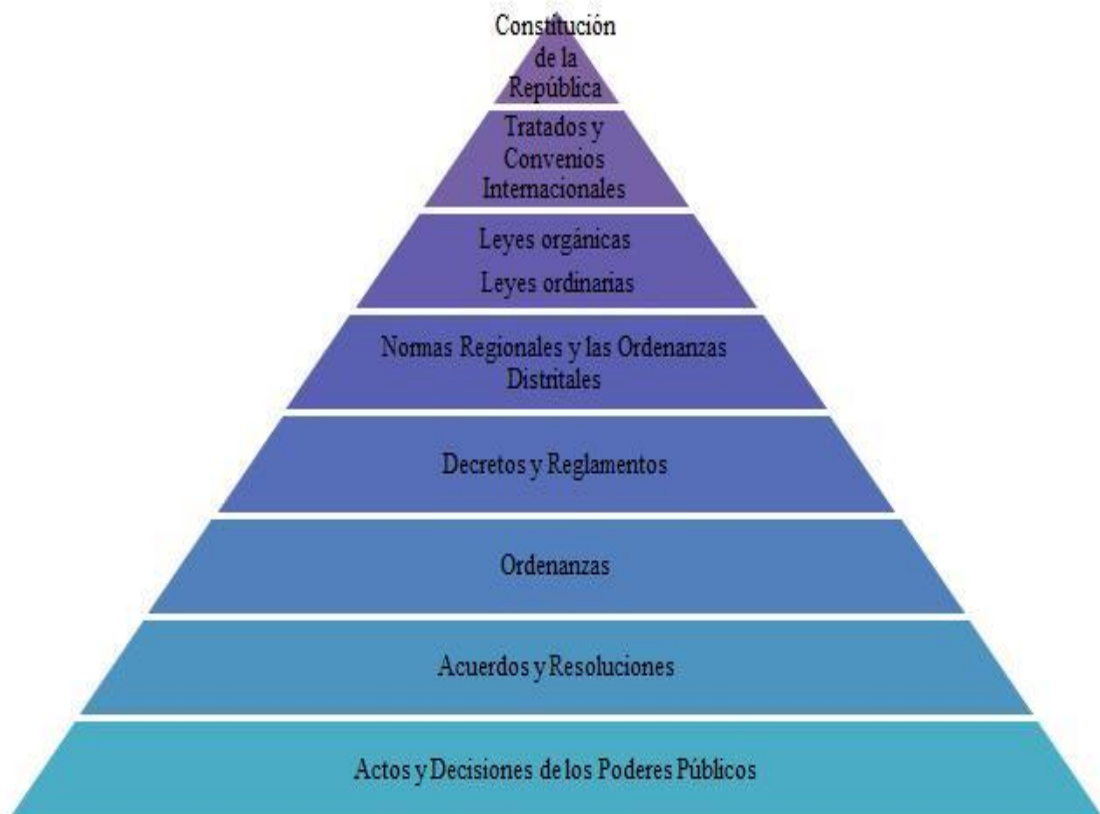 Constitución
de la
República
Tratados y
Convenios
Internacionales
Leyes orgánicas
Leyes ordinarias
Normas Regionales y las Ordenanzas
Distritales
Decretos y Reglamentos
Ordenanzas
Acuerdos y Resoluciones
Actos y Decisiones de los Poderes Públicos